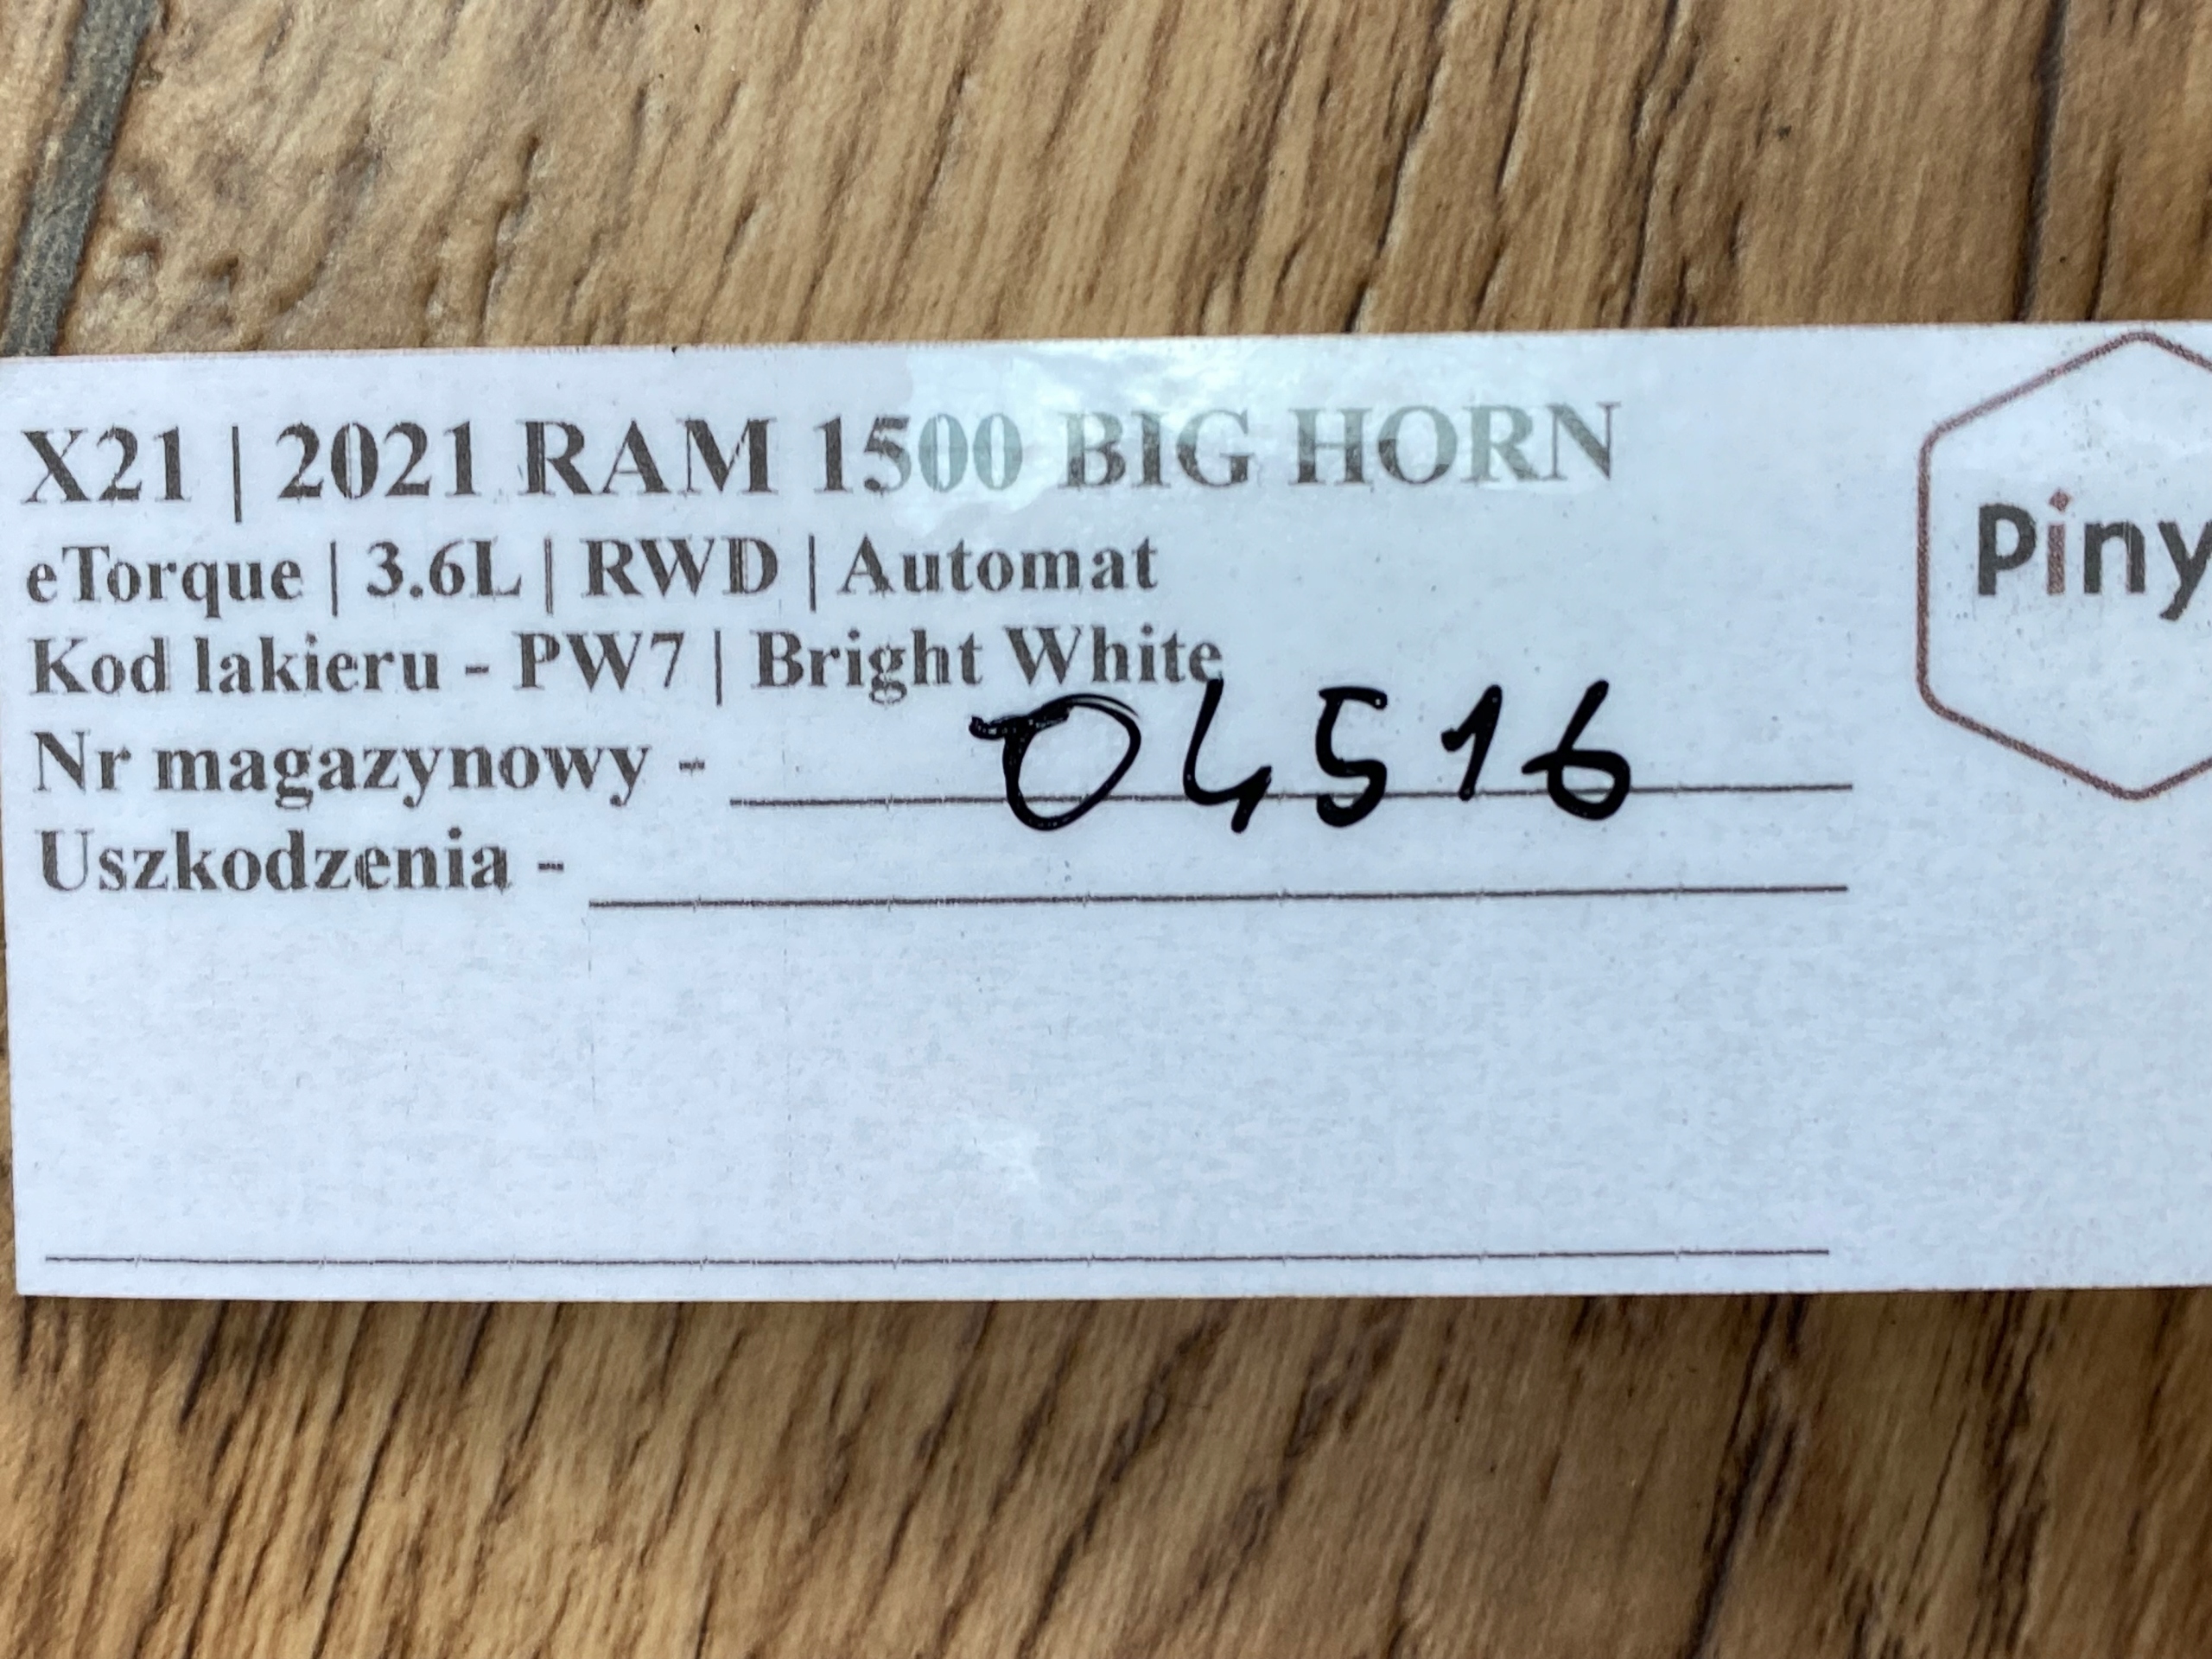 X21 | 2021 RAM 1500 BIG HORN
eTorque | 3.6L | RWD | Automat
Kod lakieru - PW7 | Bright White
Nr magazynowy - 04516
Uszkodzenia -
Piny